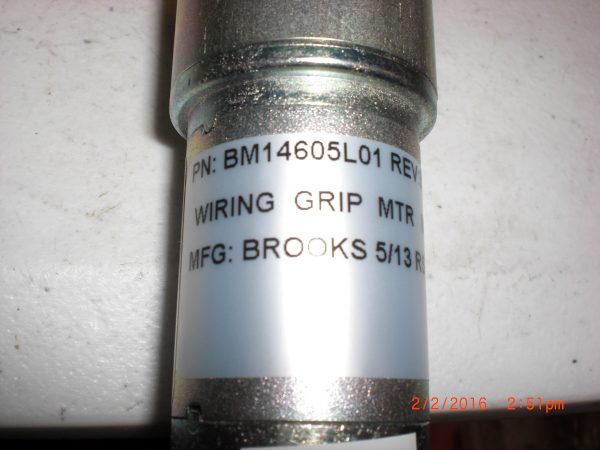 PN: BM14605L01 REV
WIRING GRIP MTR
MFG: BROOKS 5/13
2/2/2016 2:51pm